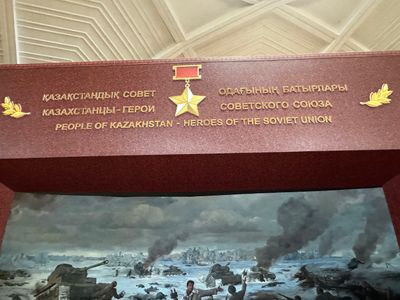 ҚАЗАҚСТАНДЫҚ СОВЕТ ОДАҒЫНЫҢ БАТЫРЛАРЫ
КАЗАХСТАНЦЫ-ГЕРОИ СОВЕТСКОГО СОЮЗА
PEOPLE OF KAZAKHSTAN - HEROES OF THE SOVIET UNION